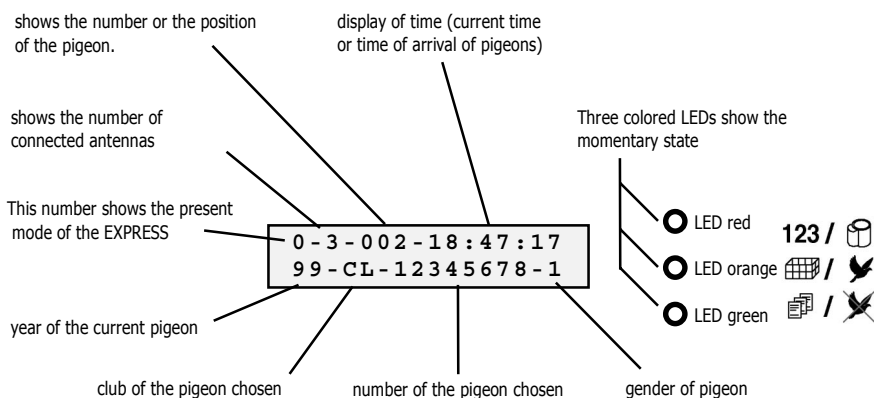 shows the number or the position
of the pigeon.
display of time (current time
or time of arrival of pigeons)
shows the number of
connected antennas
Three colored LEDs show the
momentary state
This number shows the present
mode of the EXPRESS
0-3-002-18:47:17
99-CL-12345678-1
LED red
123 /
LED orange
/
LED green
/
year of the current pigeon
club of the pigeon chosen
number of the pigeon chosen
gender of pigeon